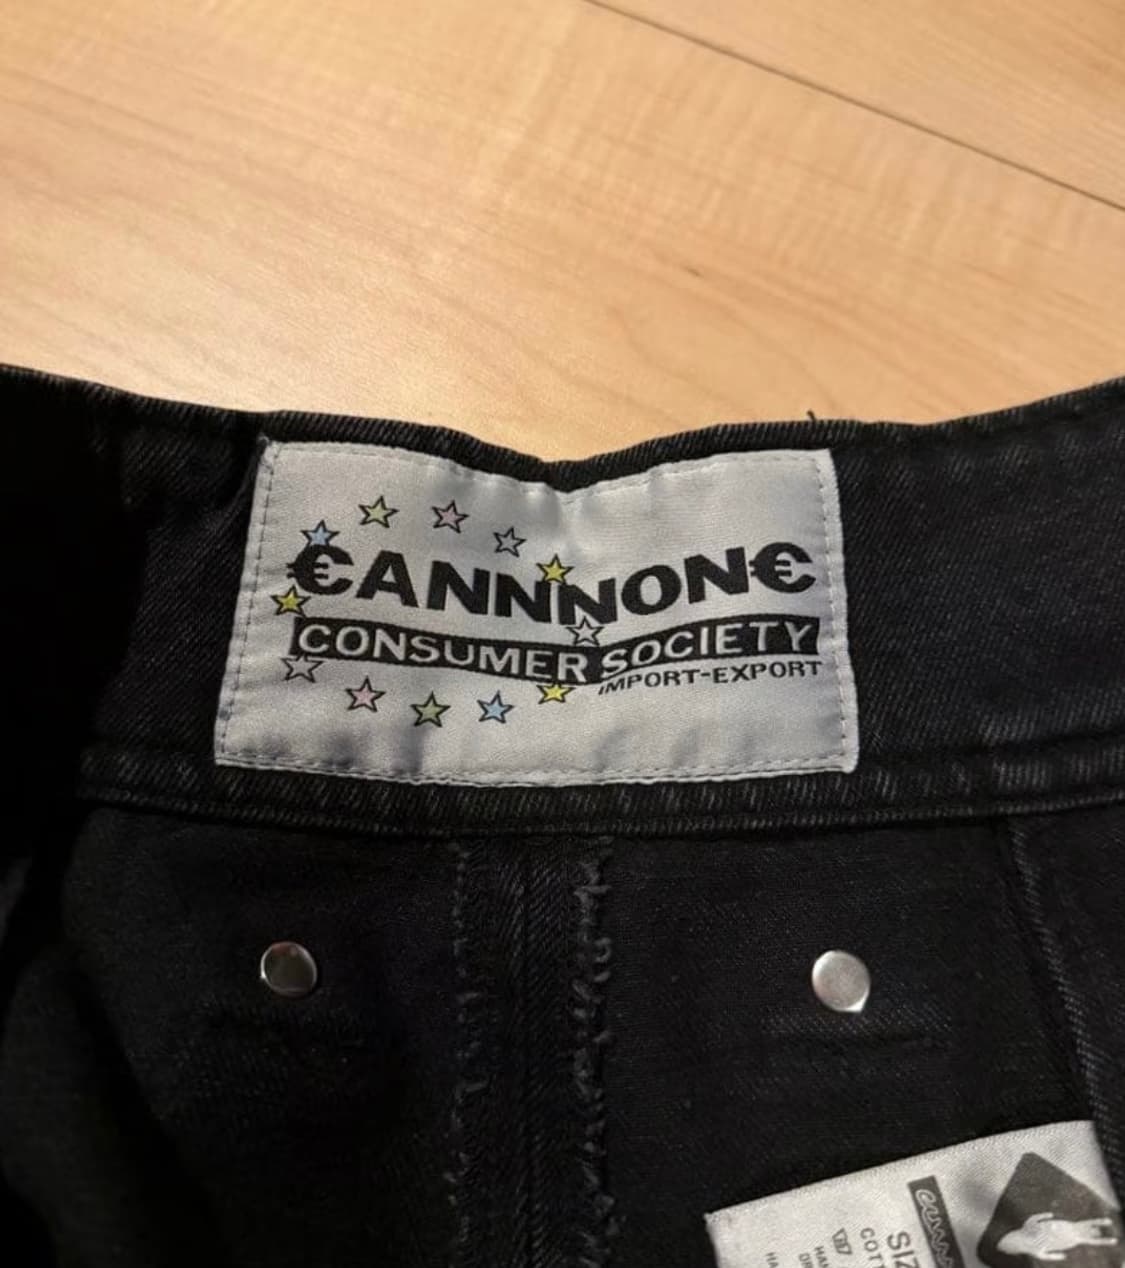 €ANNNON€
CONSUMER SOCIETY
IMPORT-EXPORT